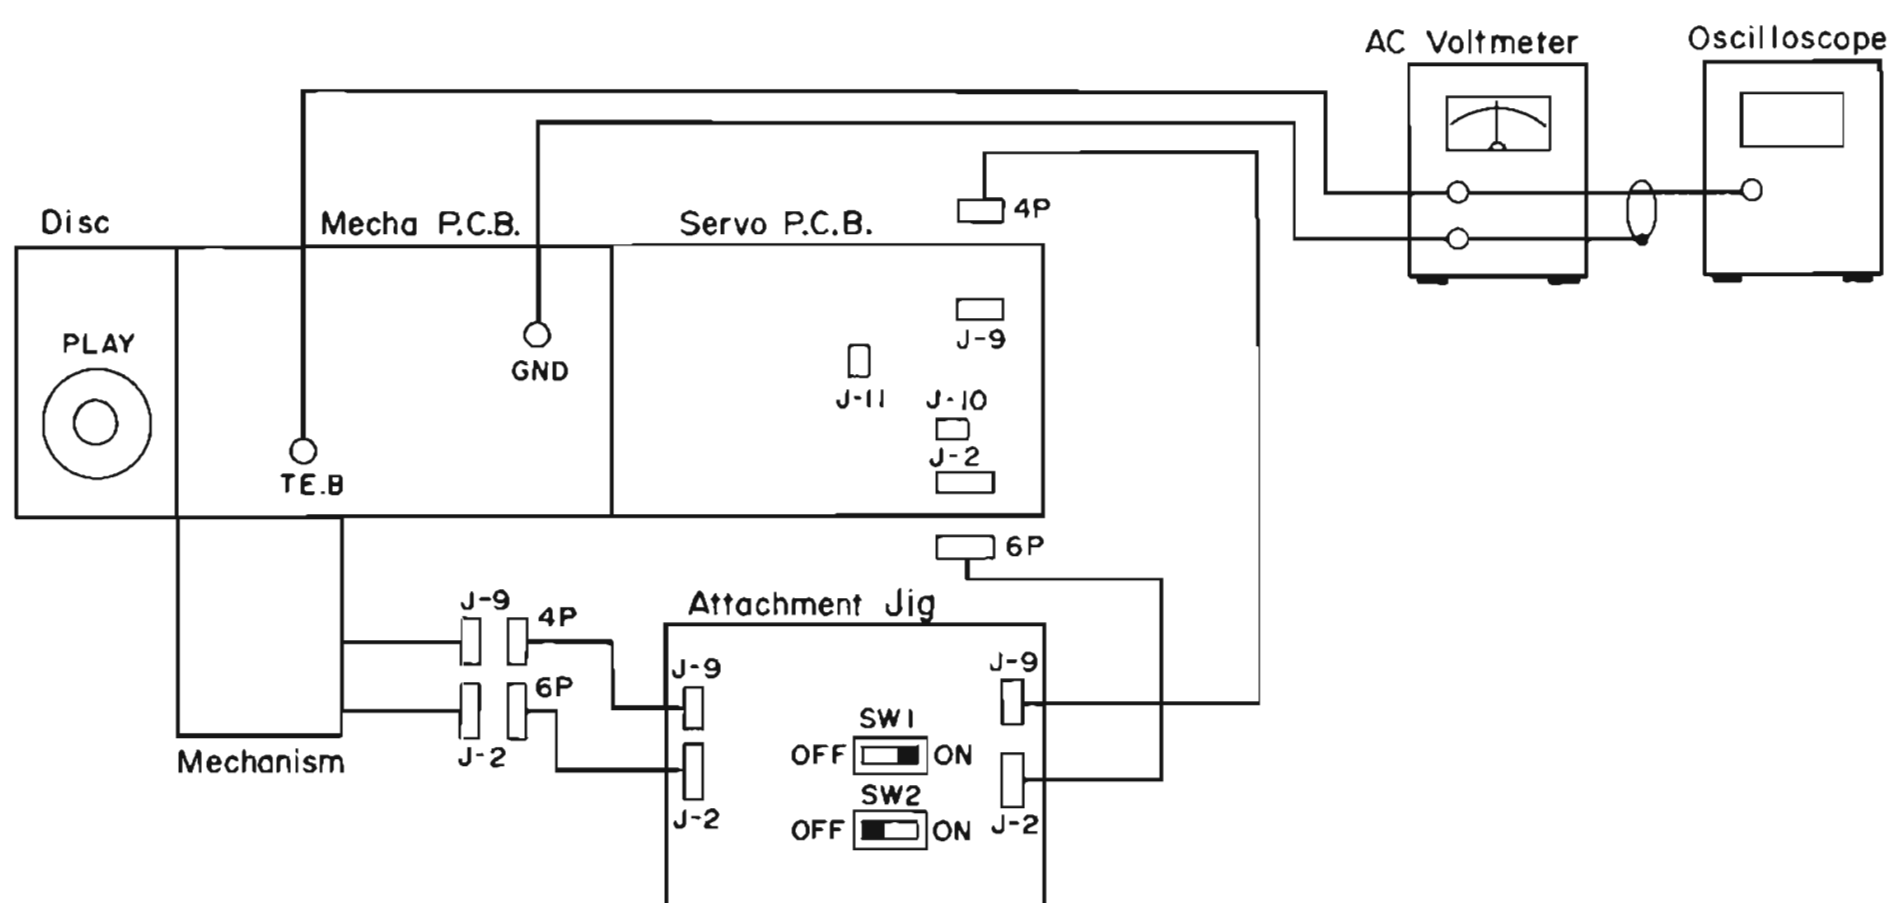 AC Voltmeter
Oscilloscope
4P
Disc
Mecha P.C.B.
Servo P.C.B.
PLAY
GND
TE.B
J-9
J-11
J-10
J-2
6P
Attachment Jig
J-9
4P
6P
J-2
Mechanism
J-9
J-2
J-9
J-2
SW1
OFF
ON
SW2
OFF
ON